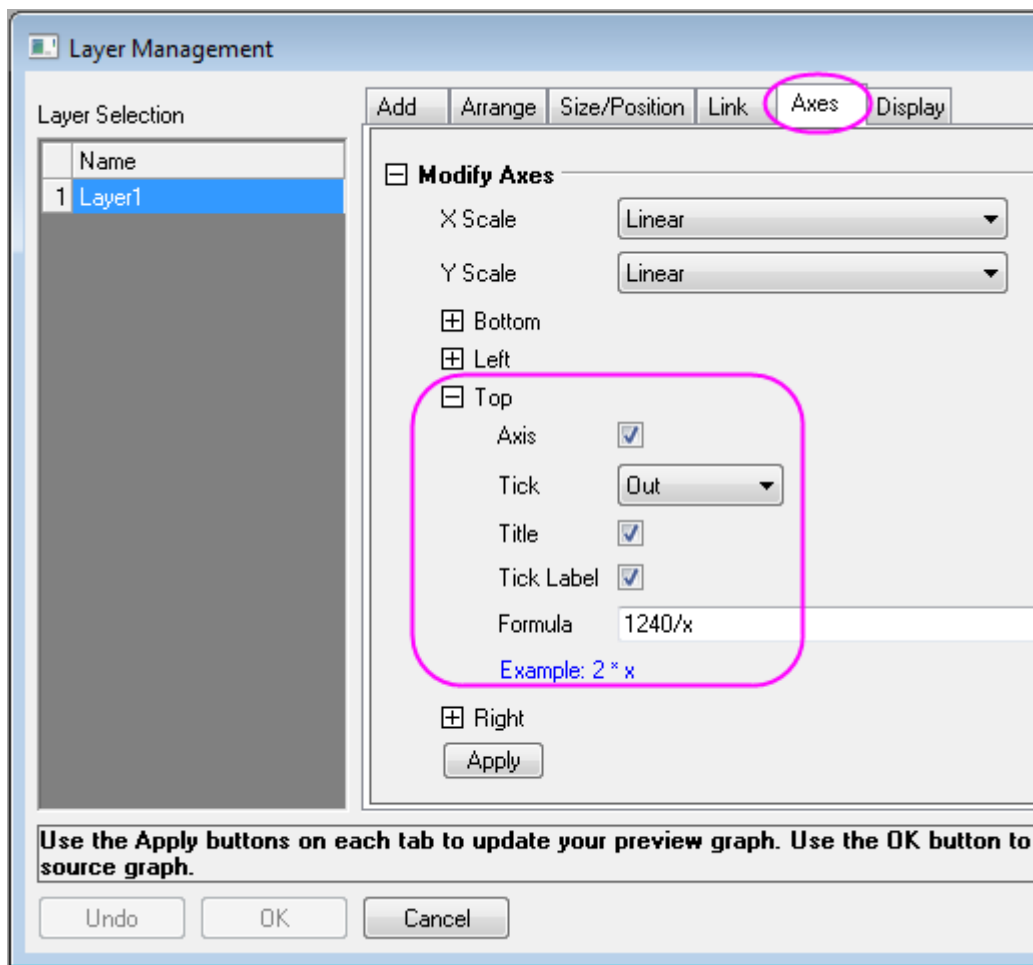 Layer Management
Layer Selection
Name
1 Layer1
Add Arrange Size/Position Link Axes Display
Modify Axes
X Scale Linear
Y Scale Linear
Bottom
Left
Top
Axis
Tick Out
Title
Tick Label
Formula 1240/x
Example: 2 * x
Right
Apply
Use the Apply buttons on each tab to update your preview graph. Use the OK button to
source graph.
Undo OK Cancel